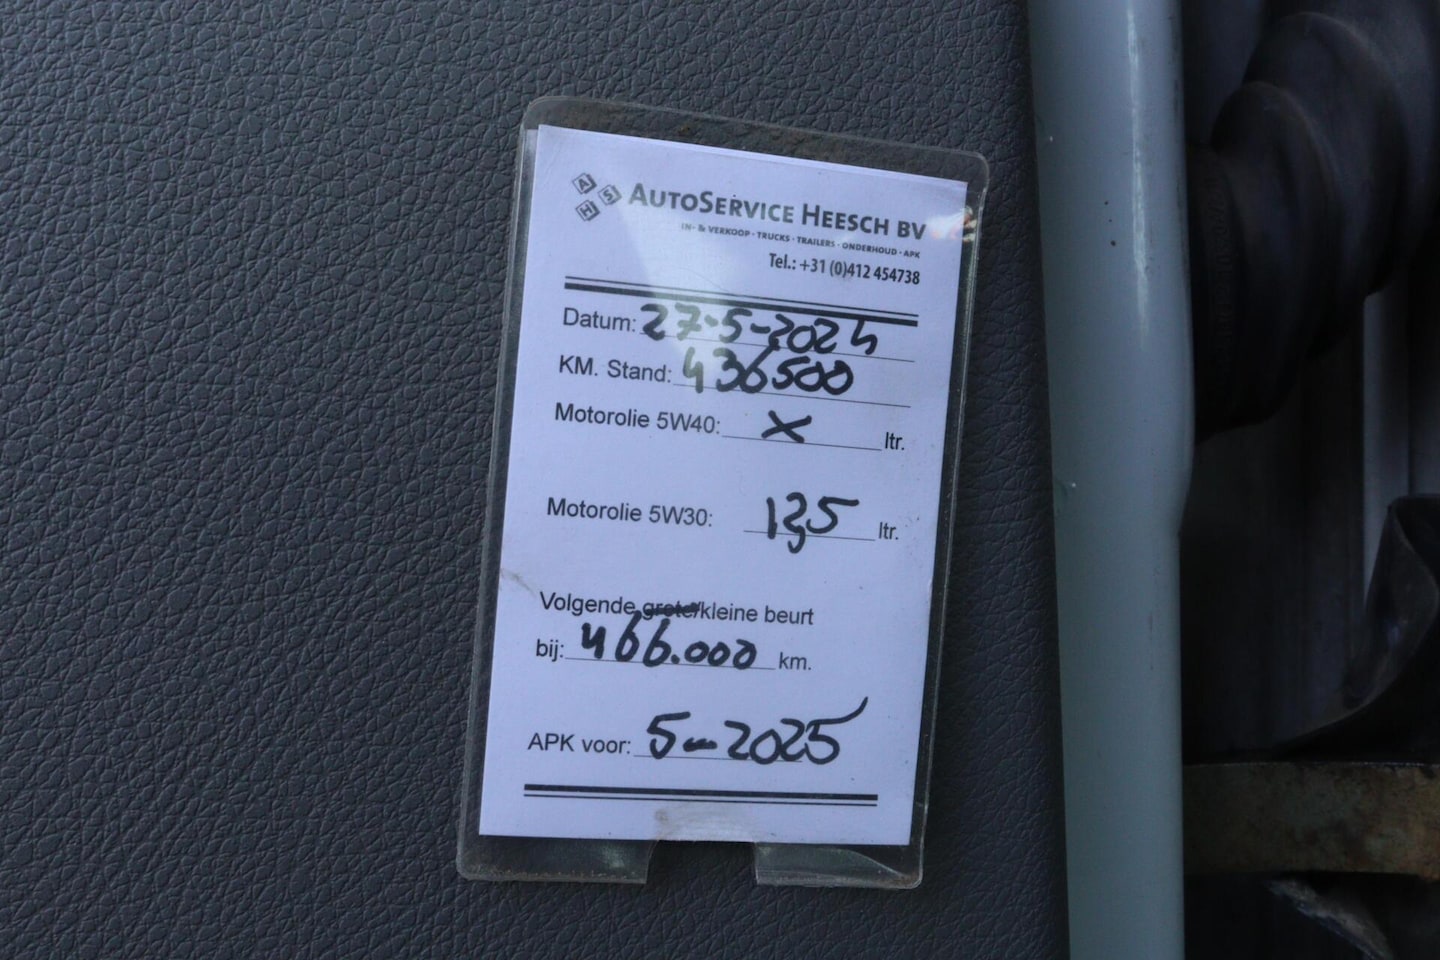 A S H
AUTOSERVICE HEESCH BV
IN- & VERKOOP · TRUCKS · TRAILERS · ONDERHOUD · APK
Tel.: +31 (0)412 454738
Datum: 27-5-2024
KM. Stand: 436500
Motorolie 5W40: X ltr.
Motorolie 5W30: 13,5 ltr.
Volgende grote/kleine beurt
bij: 466.000 km.
APK voor: 5-2025